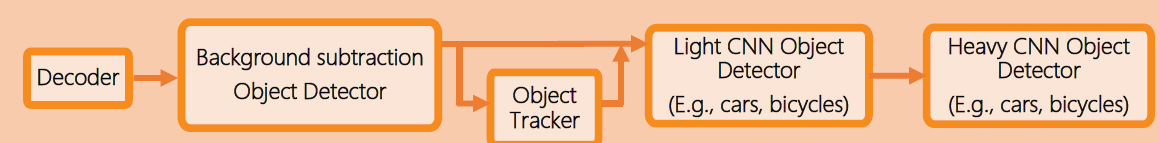 Decoder
Background subtraction
Object Detector
Object
Tracker
Light CNN Object
Detector
(E.g., cars, bicycles)
Heavy CNN Object
Detector
(E.g., cars, bicycles)